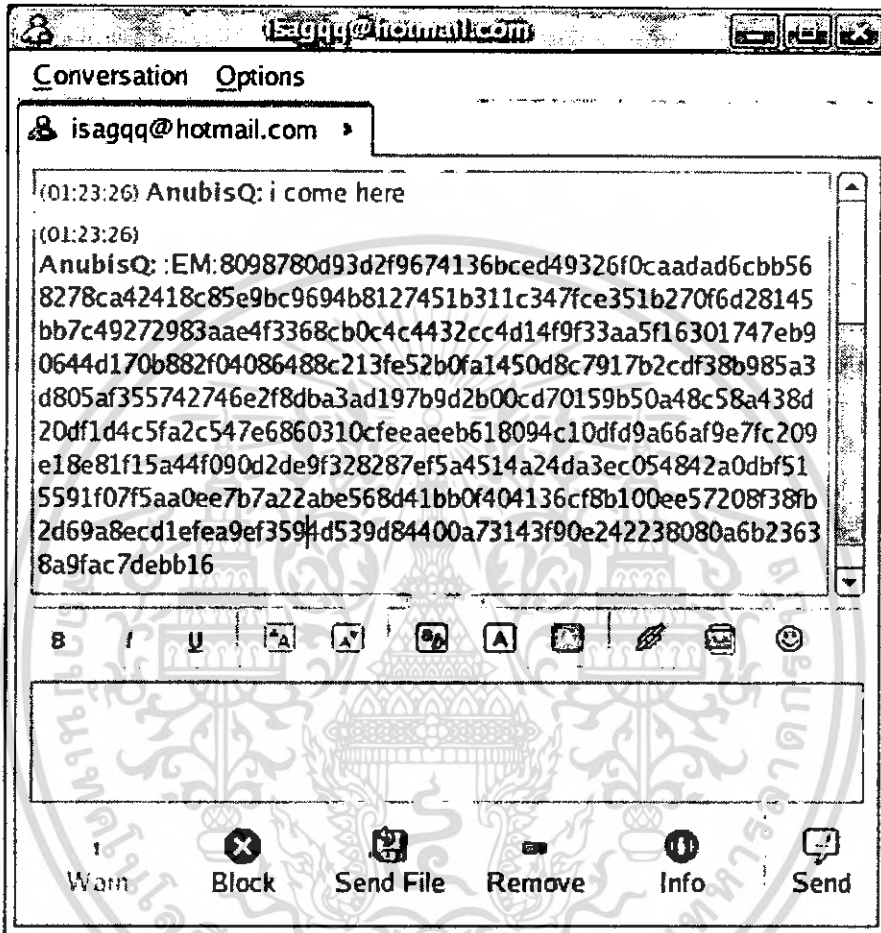 isagqq@hotmail.com
Conversation Options
isagqq@hotmail.com
(01:23:26) AnubisQ: i come here
(01:23:26)
AnubisQ: :EM:8098780d93d2f9674136bced49326f0caadad6cbb56
8278ca42418c85e9bc9694b8127451b311c347fce351b270f6d28145
bb7c49272983aae4f3368cb0c4c4432cc4d14f9f33aa5f16301747eb9
0644d170b882f04086488c213fe52b0fa1450d8c7917b2cdf38b985a3
d805af355742746e2f8dba3ad197b9d2b00cd70159b50a48c58a438d
20df1d4c5fa2c547e6860310cfeeaeeb618094c10dfd9a66af9e7fc209
e18e81f15a44f090d2de9f328287ef5a4514a24da3ec054842a0dbf51
5591f07f5aa0ee7b7a22abe568d41bb0f404136cf8b100ee57208f38fb
2d69a8ecd1efea9ef3594d539d84400a73143f90e242238080a6b2363
8a9fac7debb16
B I U A A A
Warn Block Send File Remove Info Send